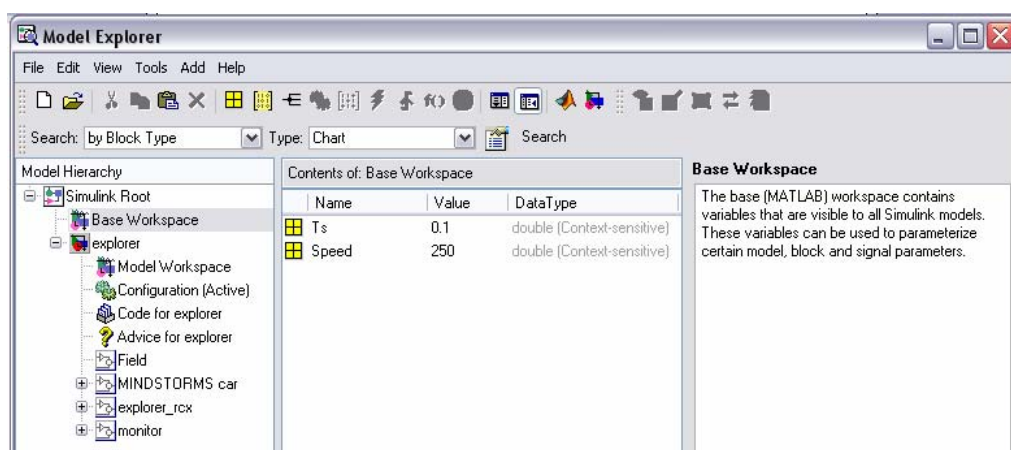 Model Explorer
File Edit View Tools Add Help
Search: by Block Type Type: Chart Search
Model Hierarchy
Simulink Root
Base Workspace
explorer
Model Workspace
Configuration (Active)
Code for explorer
Advice for explorer
Field
MINDSTORMS car
explorer_rcx
monitor
Contents of: Base Workspace
Name Value DataType
Ts 0.1 double (Context-sensitive)
Speed 250 double (Context-sensitive)
Base Workspace
The base (MATLAB) workspace contains
variables that are visible to all Simulink models.
These variables can be used to parameterize
certain model, block and signal parameters.